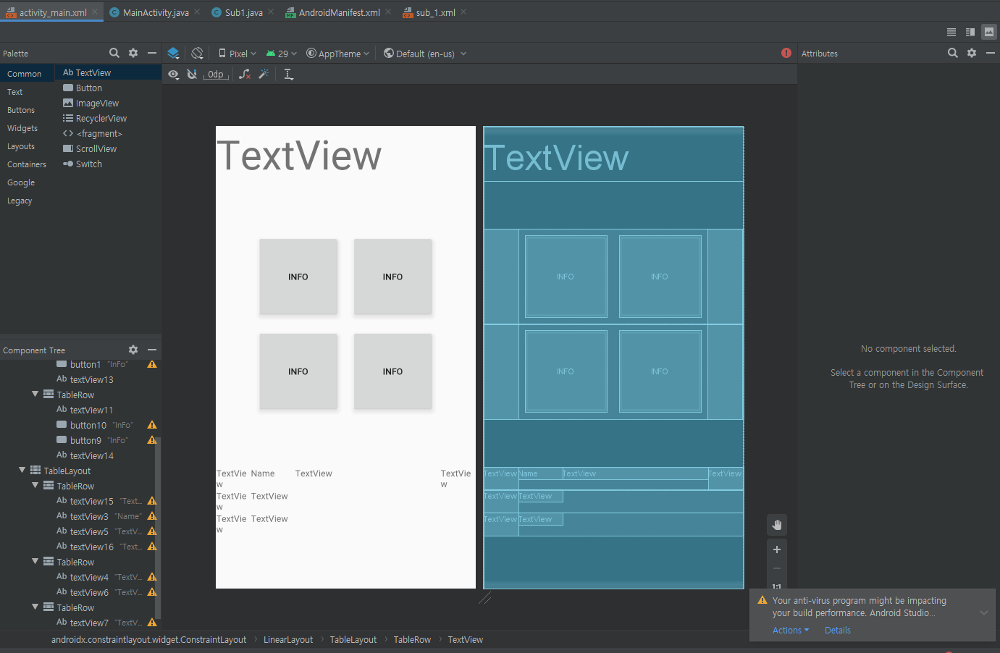 activity_main.xml
MainActivity.java
Sub1.java
AndroidManifest.xml
sub_1.xml
Palette
Pixel
29
AppTheme
Default (en-us)
Attributes
Common
Text
Buttons
Widgets
Layouts
Containers
Google
Legacy
Ab TextView
Button
ImageView
RecyclerView
<fragment>
ScrollView
Switch
0dp
TextView
INFO INFO
INFO INFO
TextVie
w
Name
TextView
TextVie
w
TextVie
w
TextView
TextVie
w
TextView
TextView
INFO INFO
INFO INFO
TextView Name TextView TextView
TextView TextView
TextView TextView
No component selected.
Select a component in the Component
Tree or on the Design Surface.
Component Tree
button1 "InFo"
Ab textView13
TableRow
Ab textView11
button10 "InFo"
button9 "InFo"
Ab textView14
TableLayout
TableRow
Ab textView15 "Text...
Ab textView3 "Name"
Ab textView5 "TextV...
Ab textView16 "Text...
TableRow
Ab textView4 "TextV...
Ab textView6 "TextV...
TableRow
Ab textView7 "TextV...
1:1
Your anti-virus program might be impacting
your build performance. Android Studio...
Actions Details
androidx.constraintlayout.widget.ConstraintLayout
LinearLayout
TableLayout
TableRow
TextView